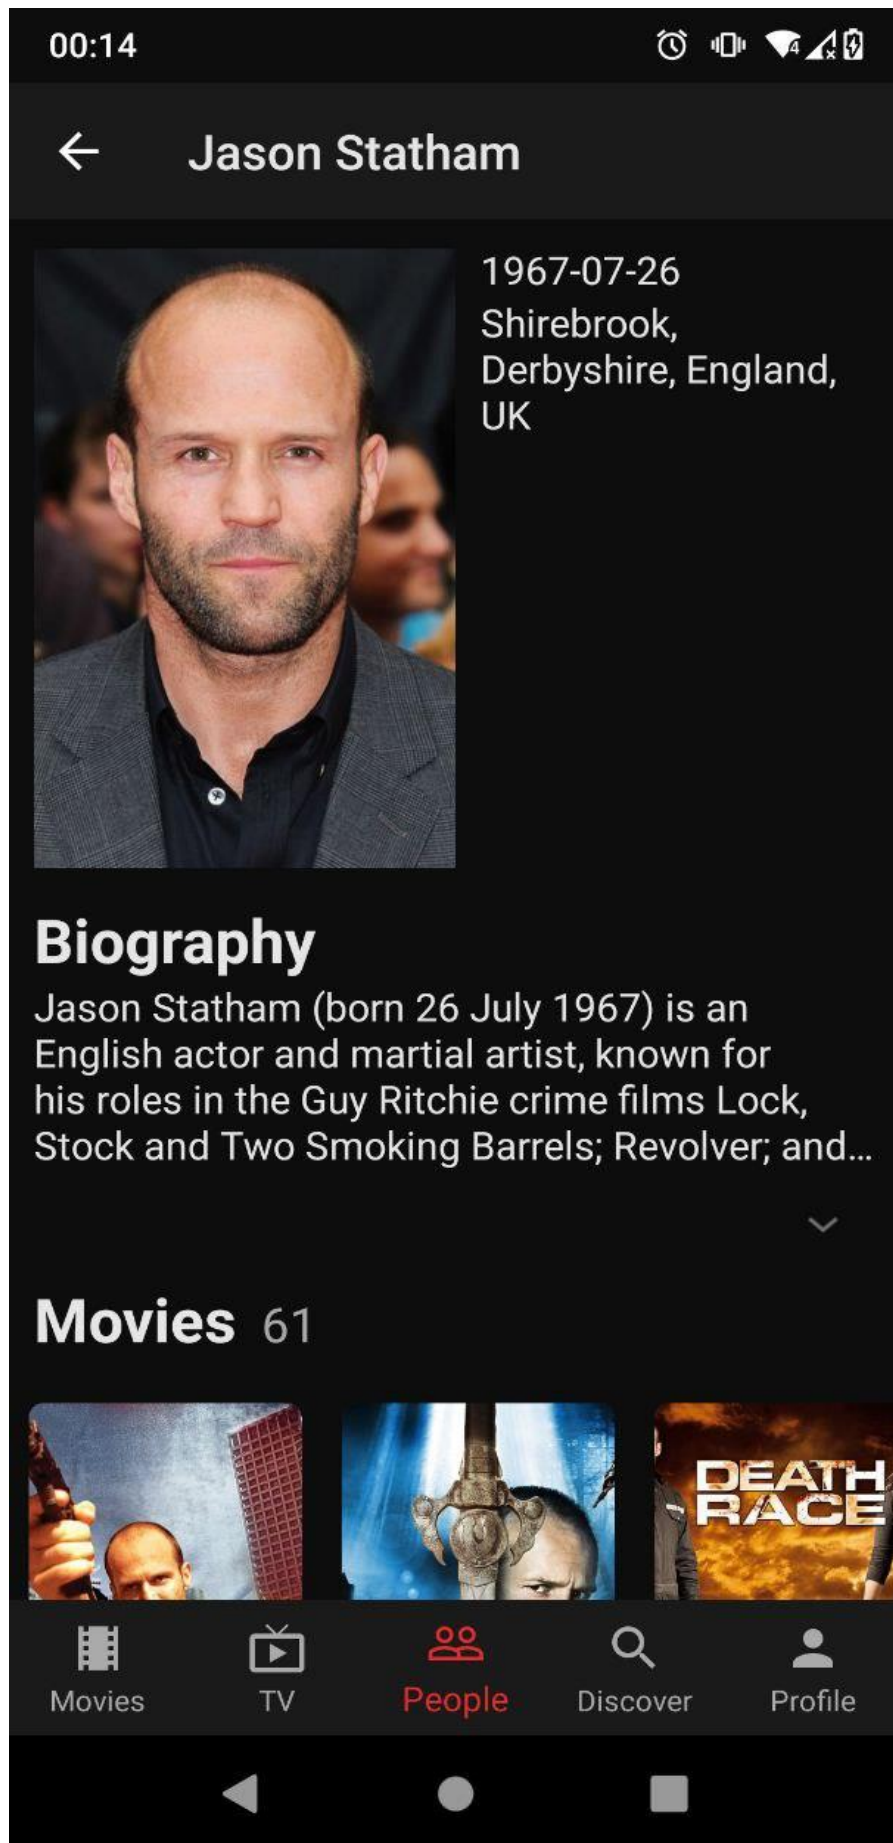 00:14
4
Jason Statham
1967-07-26
Shirebrook,
Derbyshire, England,
UK
Biography
Jason Statham (born 26 July 1967) is an
English actor and martial artist, known for
his roles in the Guy Ritchie crime films Lock,
Stock and Two Smoking Barrels; Revolver; and…
Movies 61
DEATH
RACE
Movies
TV
People
Discover
Profile